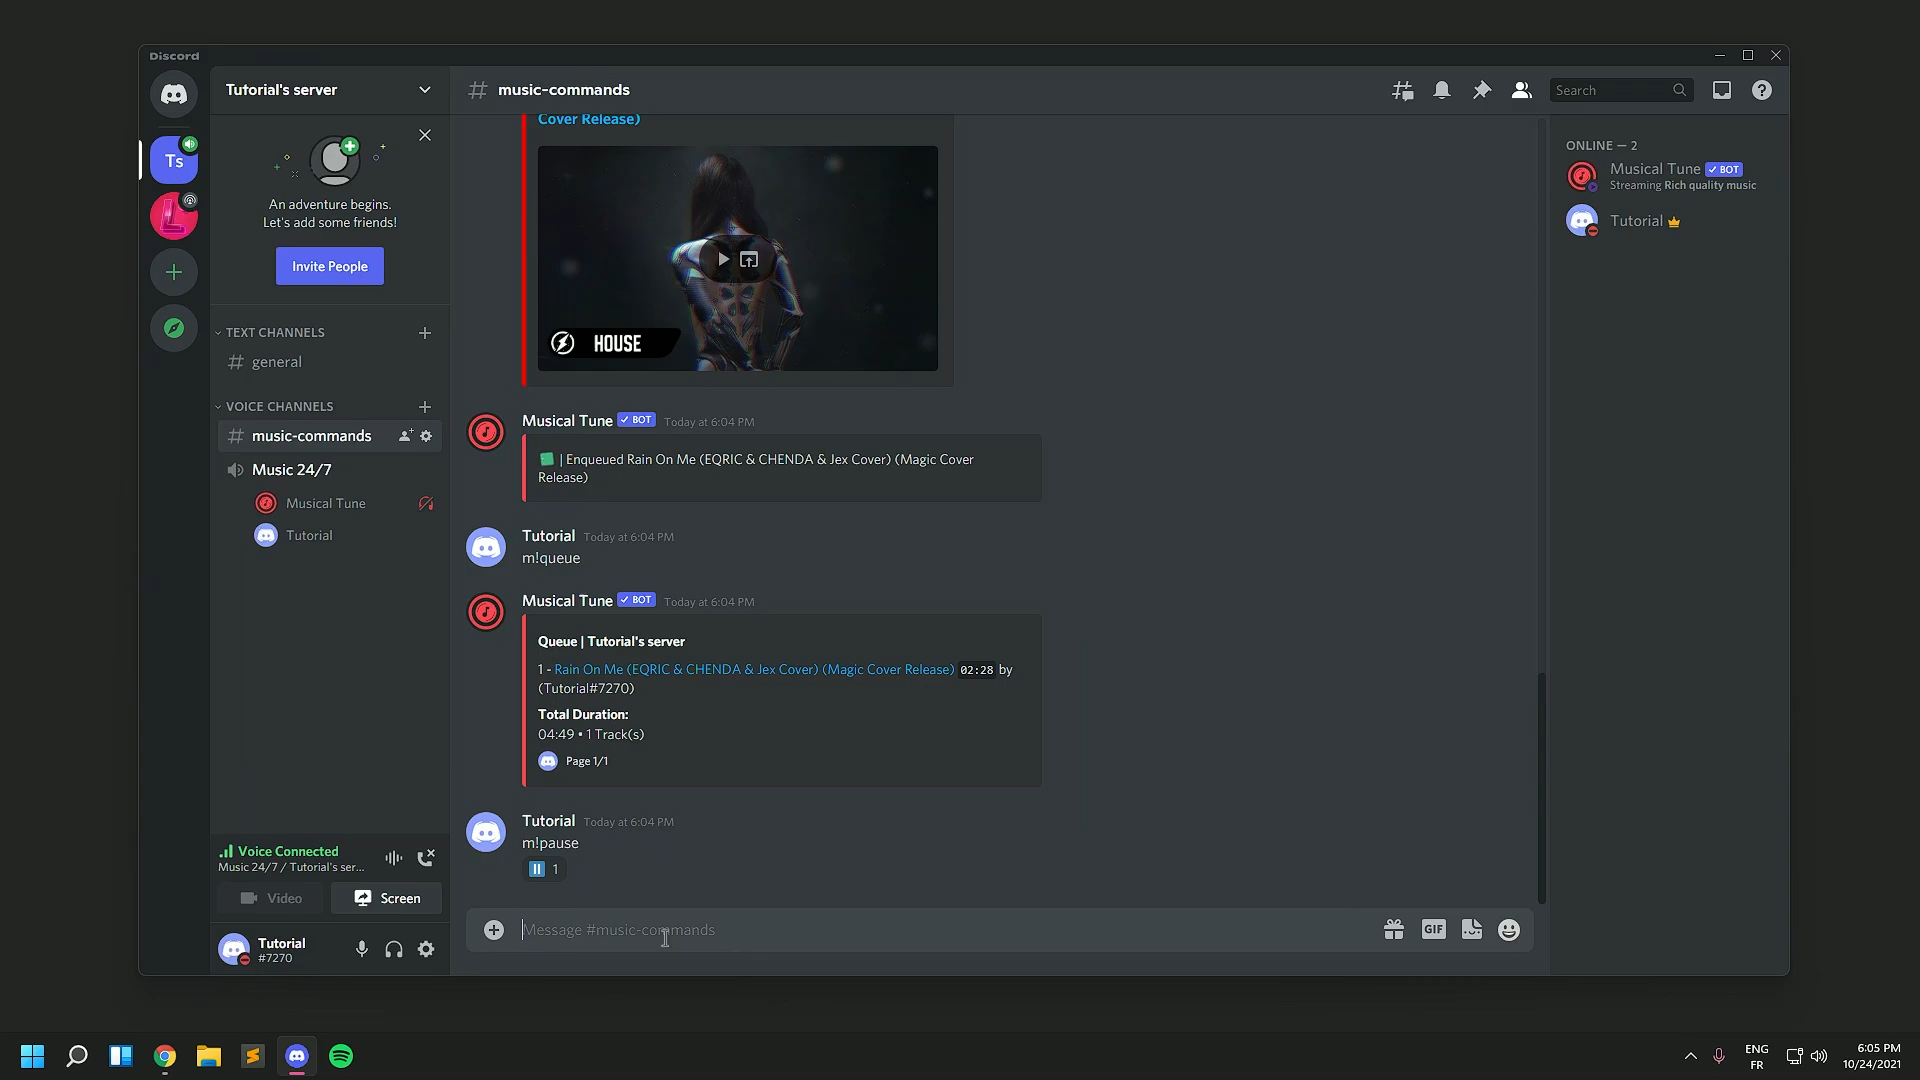 Discord
Tutorial's server
# music-commands
Search
Ts
An adventure begins.
Let's add some friends!
Invite People
TEXT CHANNELS
# general
VOICE CHANNELS
# music-commands
Music 24/7
Musical Tune
Tutorial
Voice Connected
Music 24/7 / Tutorial's ser...
Video
Screen
Tutorial
#7270
Cover Release)
HOUSE
Musical Tune ✓ BOT Today at 6:04 PM
| Enqueued Rain On Me (EQRIC & CHENDA & Jex Cover) (Magic Cover
Release)
Tutorial Today at 6:04 PM
m!queue
Musical Tune ✓ BOT Today at 6:04 PM
Queue | Tutorial's server
1 - Rain On Me (EQRIC & CHENDA & Jex Cover) (Magic Cover Release) 02:28 by
(Tutorial#7270)
Total Duration:
04:49 • 1 Track(s)
Page 1/1
Tutorial Today at 6:04 PM
m!pause
1
Message #music-commands
GIF
ONLINE — 2
Musical Tune ✓ BOT
Streaming Rich quality music
Tutorial
ENG
FR
6:05 PM
10/24/2021